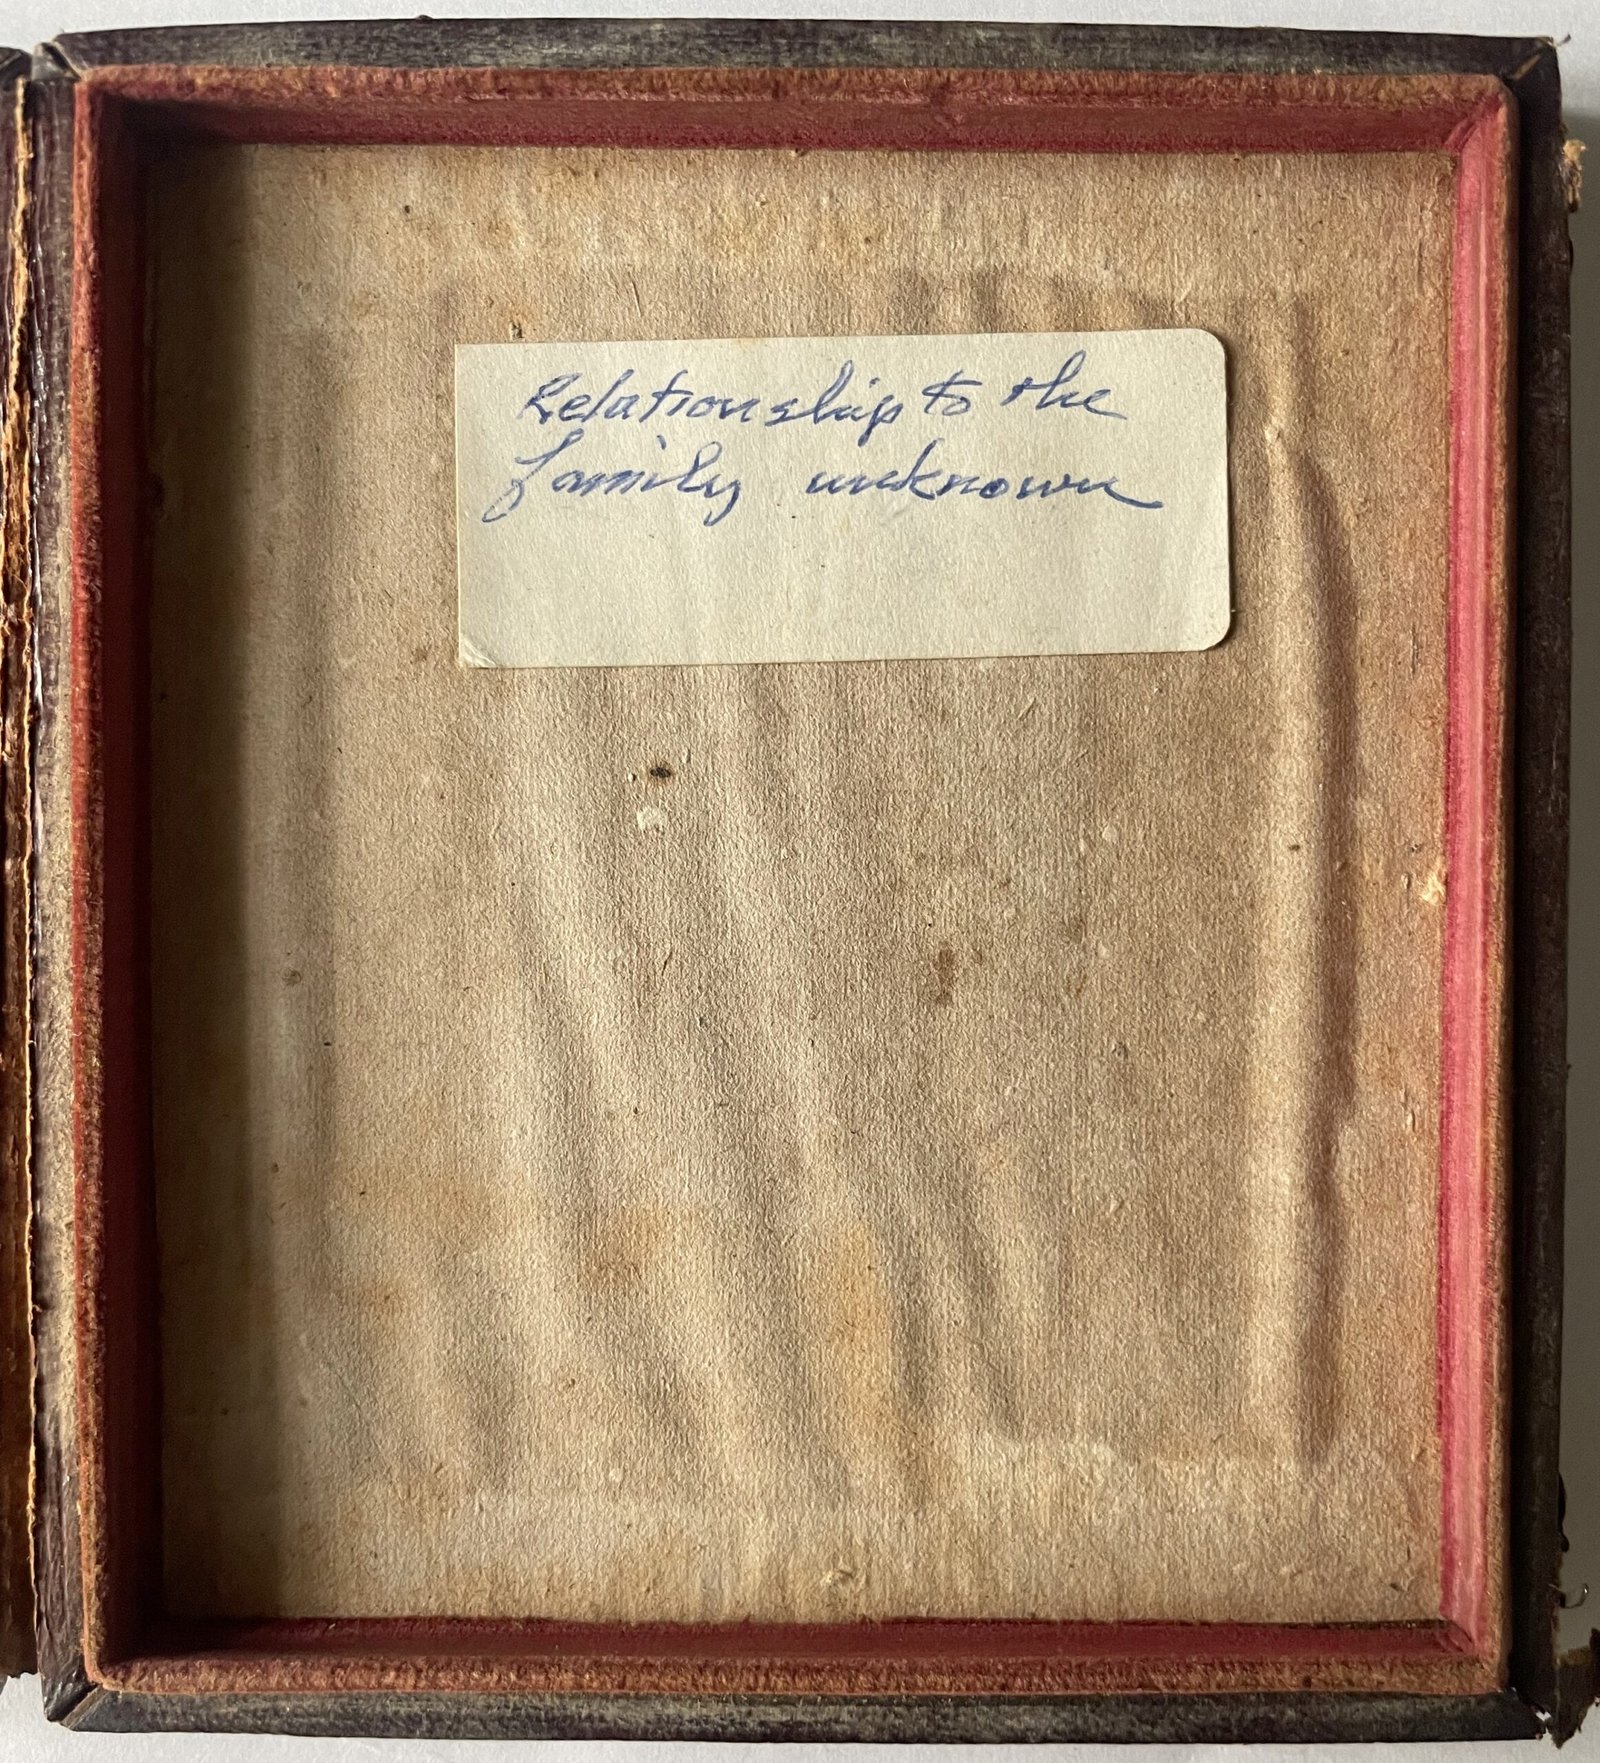 Relationship to the
family unknown